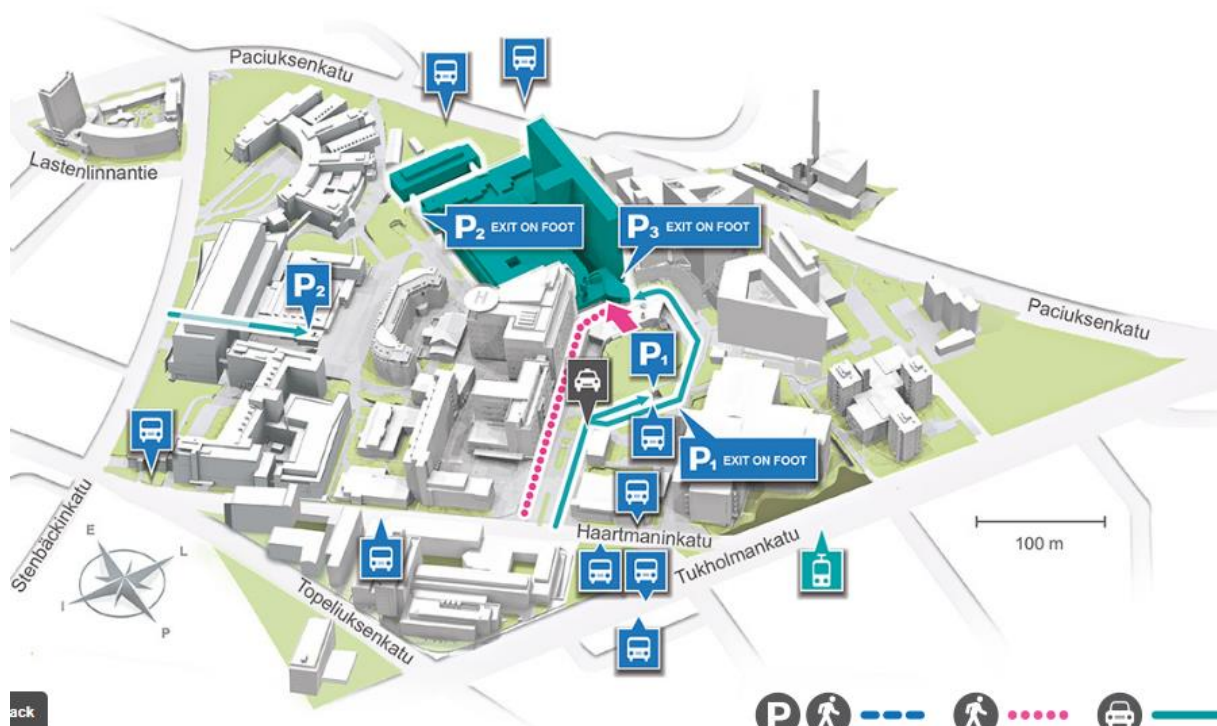 Paciuksenkatu
Lastenlinnantie
P2 EXIT ON FOOT
P3 EXIT ON FOOT
H
P2
Paciuksenkatu
P1
P1 EXIT ON FOOT
Haartmaninkatu
100 m
Tukholmankatu
Stenbäckinkatu
E
L
I
P
Topeliuksenkatu
ack
P